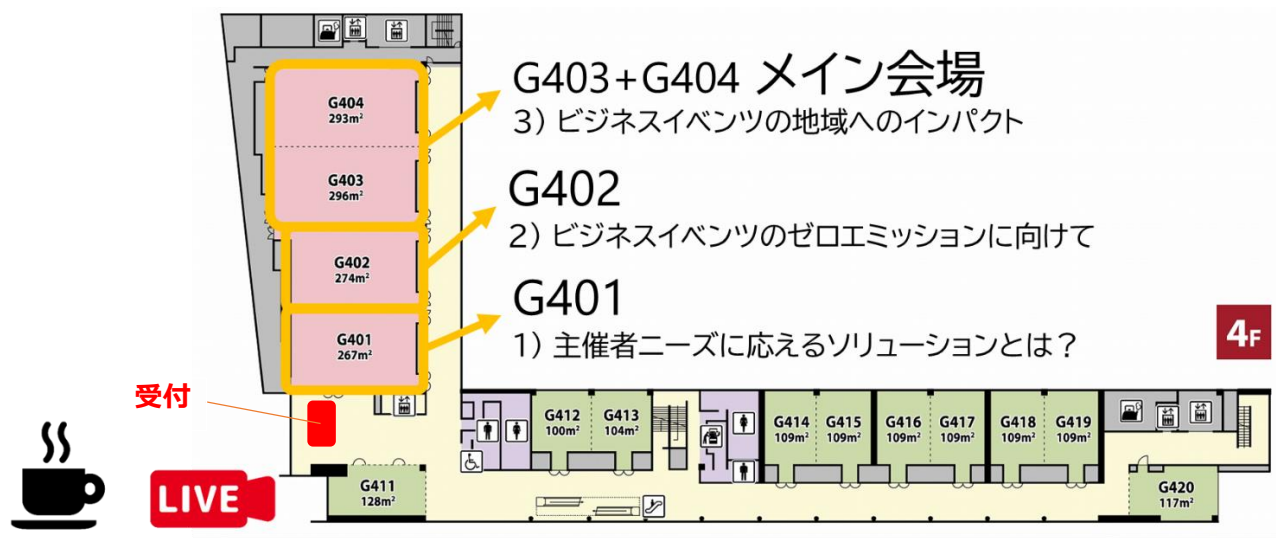 G403+G404 メイン会場
3）ビジネスイベンツの地域へのインパクト
G402
2）ビジネスイベンツのゼロエミッションに向けて
G401
1）主催者ニーズに応えるソリューションとは？
G404
293m²
G403
296m²
G402
274m²
G401
267m²
4F
受付
LIVE
G411
128m²
G412
100m²
G413
104m²
G414
109m²
G415
109m²
G416
109m²
G417
109m²
G418
109m²
G419
109m²
G420
117m²